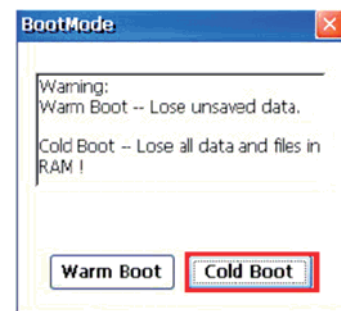 BootMode
Warning:
Warm Boot -- Lose unsaved data.
Cold Boot -- Lose all data and files in
RAM !
Warm Boot
Cold Boot